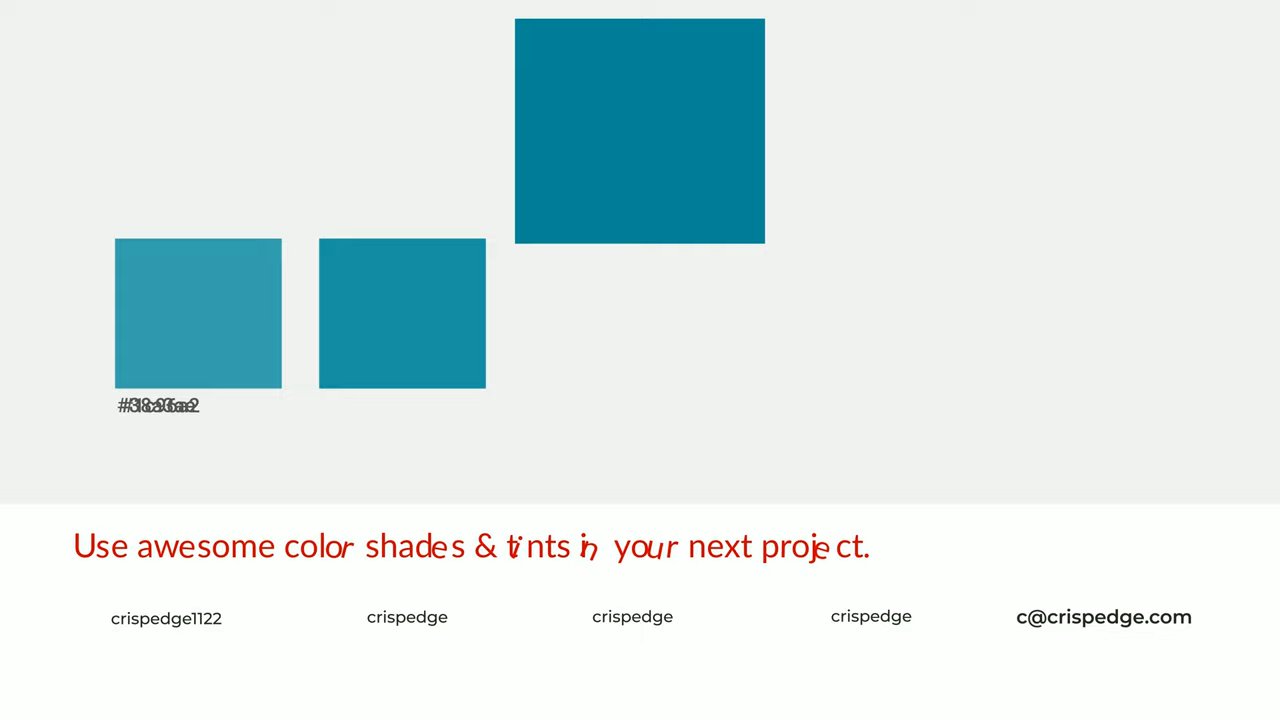 Use awesome color shades & tints in your next project.
crispedge1122 crispedge crispedge crispedge c@crispedge.com